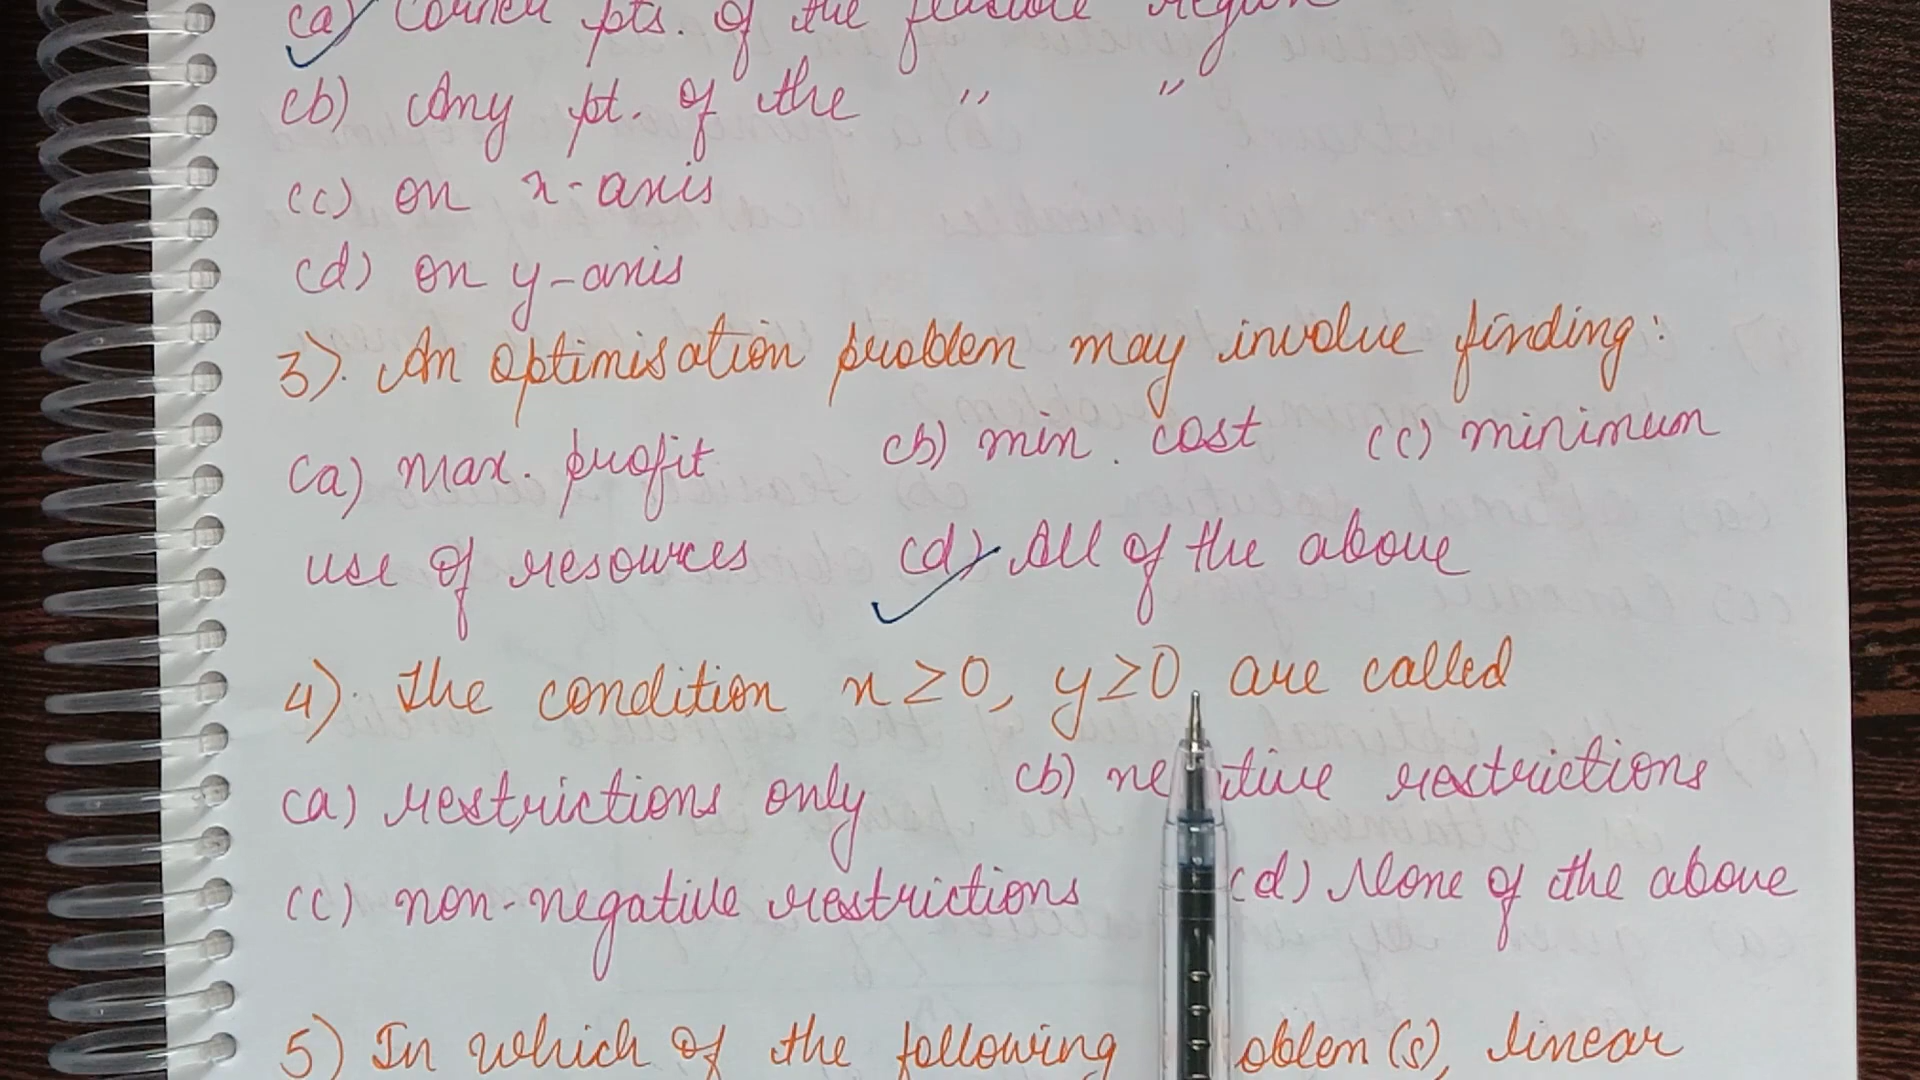 (a) Corner pts. of the feasible region
(b) Any pt. of the " "
(c) on x-axis
(d) on y-axis
3). An optimisation problem may involve finding:
(a) max. profit (b) min. cost (c) minimum
use of resources (d) All of the above
4). The condition x ≥ 0, y ≥ 0, are called
(a) restrictions only (b) ne tive restrictions
(c) non-negative restrictions (d) None of the above
5) In which of the following oblem(s), linear